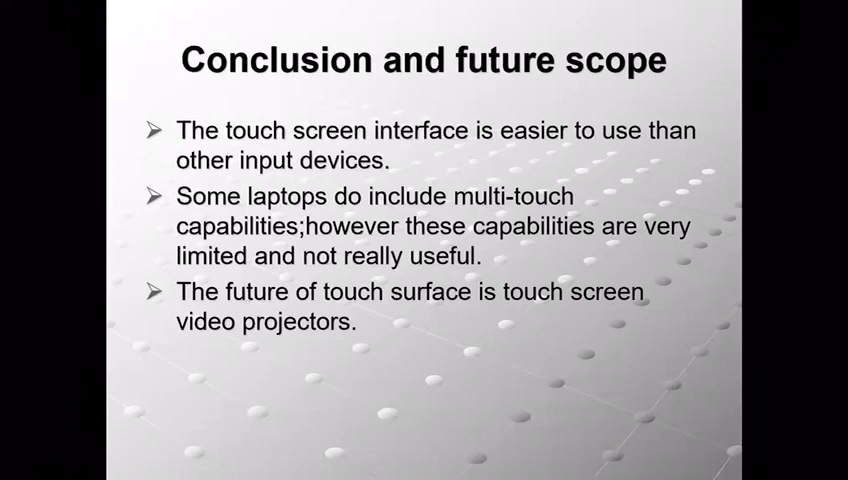 Conclusion and future scope
The touch screen interface is easier to use than
other input devices.
Some laptops do include multi-touch
capabilities;however these capabilities are very
limited and not really useful.
The future of touch surface is touch screen
video projectors.